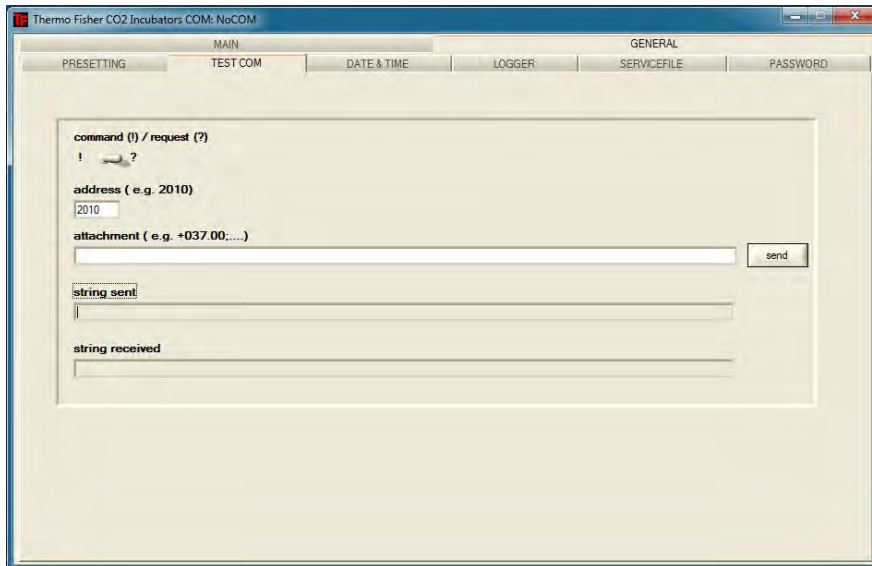 TF Thermo Fisher CO2 Incubators COM: NoCOM
MAIN GENERAL
PRESETTING TEST COM DATE & TIME LOGGER SERVICEFILE PASSWORD
command (!) / request (?)
! ?
address ( e.g. 2010)
2010
attachment ( e.g. +037.00;....)
send
string sent
string received